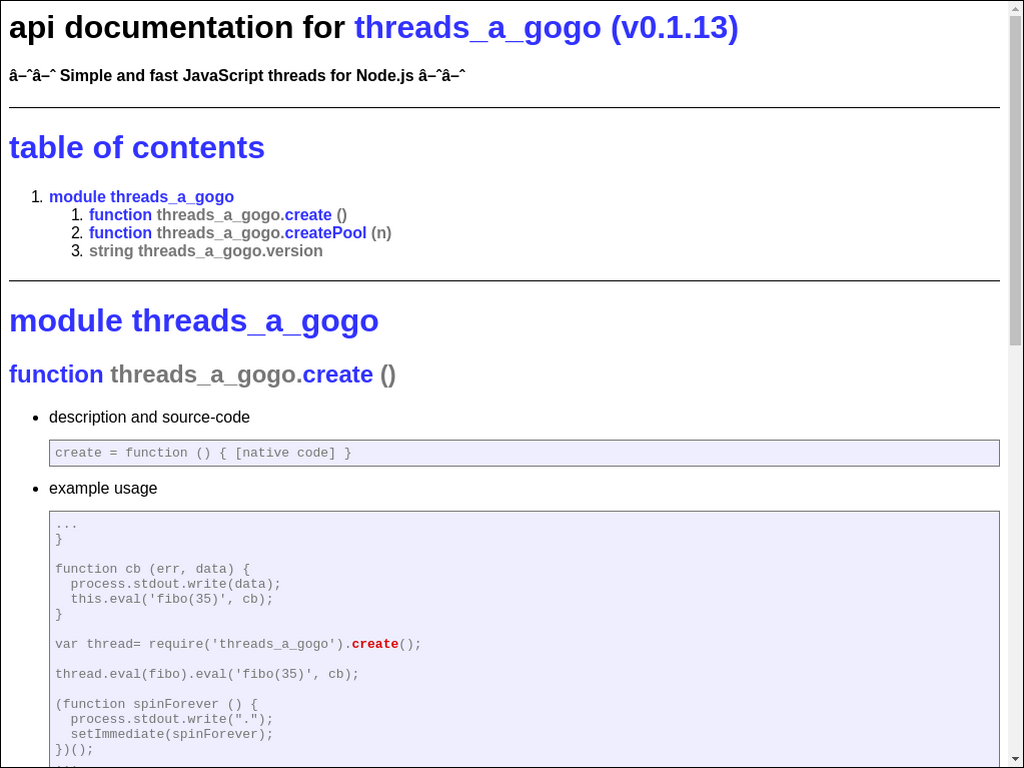 api documentation for threads_a_gogo (v0.1.13)
â–ˆâ–ˆ Simple and fast JavaScript threads for Node.js â–ˆâ–ˆ
table of contents
1. module threads_a_gogo
1. function threads_a_gogo.create ()
2. function threads_a_gogo.createPool (n)
3. string threads_a_gogo.version
module threads_a_gogo
function threads_a_gogo.create ()
• description and source-code
create = function () { [native code] }
• example usage
...
}
function cb (err, data) {
  process.stdout.write(data);
  this.eval('fibo(35)', cb);
}
var thread= require('threads_a_gogo').create();
thread.eval(fibo).eval('fibo(35)', cb);
(function spinForever () {
  process.stdout.write(".");
  setImmediate(spinForever);
})();
...